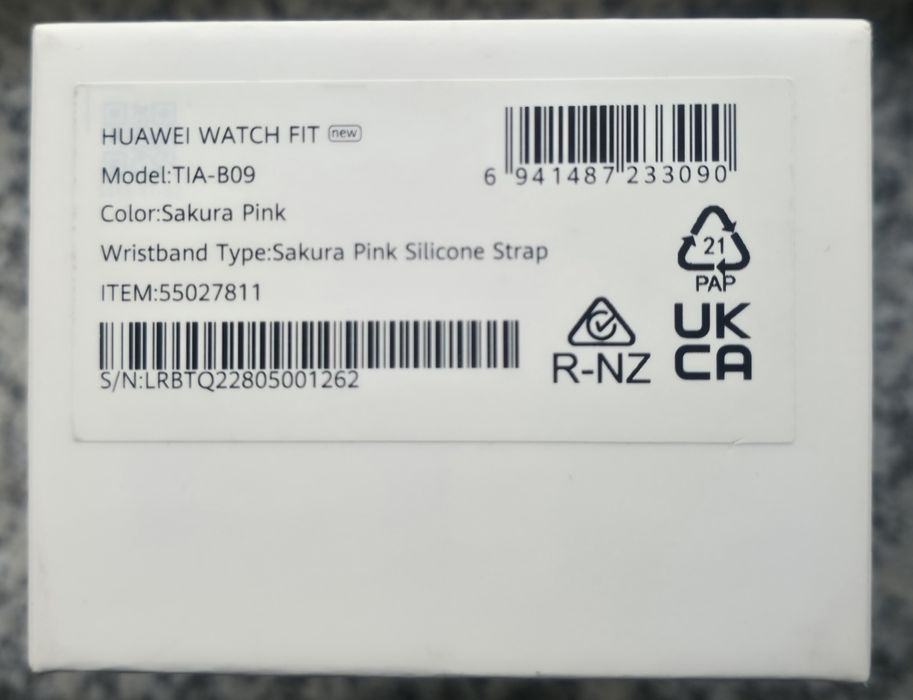 HUAWEI WATCH FIT new
Model:TIA-B09
Color:Sakura Pink
Wristband Type:Sakura Pink Silicone Strap
ITEM:55027811
S/N:LRBTQ22805001262
6 941487 233090
21
PAP
R-NZ
UK
CA